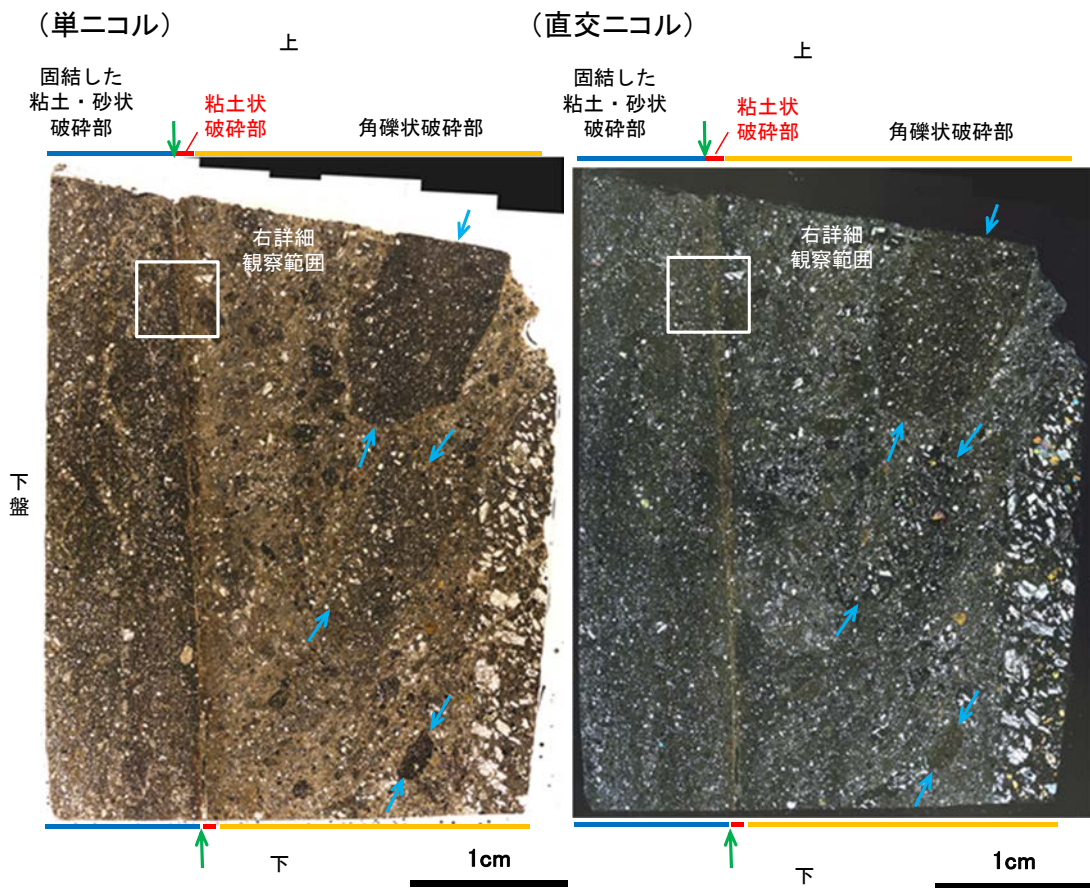 （単ニコル）
上
固結した
粘土・砂状
破砕部
粘土状
破砕部
角礫状破砕部
右詳細
観察範囲
下
盤
下
1cm
（直交ニコル）
上
固結した
粘土・砂状
破砕部
粘土状
破砕部
角礫状破砕部
右詳細
観察範囲
下
1cm